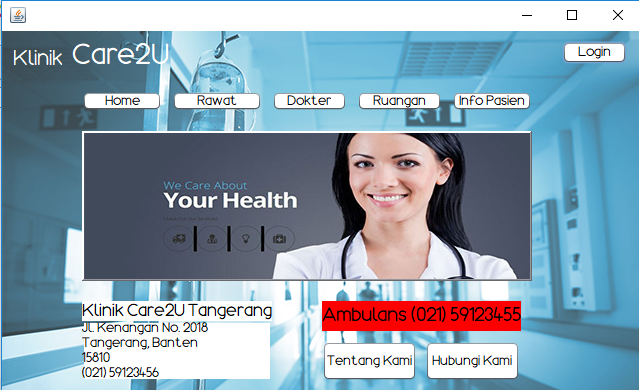 Klinik Care2U
Login
Home
Rawat
Dokter
Ruangan
Info Pasien
We Care About
Your Health
Klinik Care2U Tangerang
Jl. Kenangan No. 2018
Tangerang, Banten
15810
(021) 59123456
Ambulans (021) 59123455
Tentang Kami
Hubungi Kami